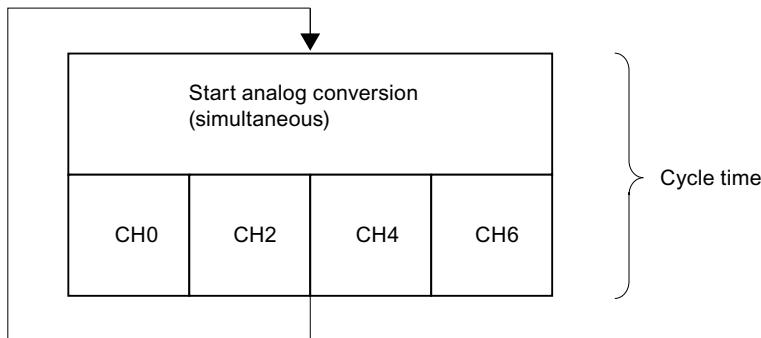 Start analog conversion
(simultaneous)
Cycle time
CH0
CH2
CH4
CH6